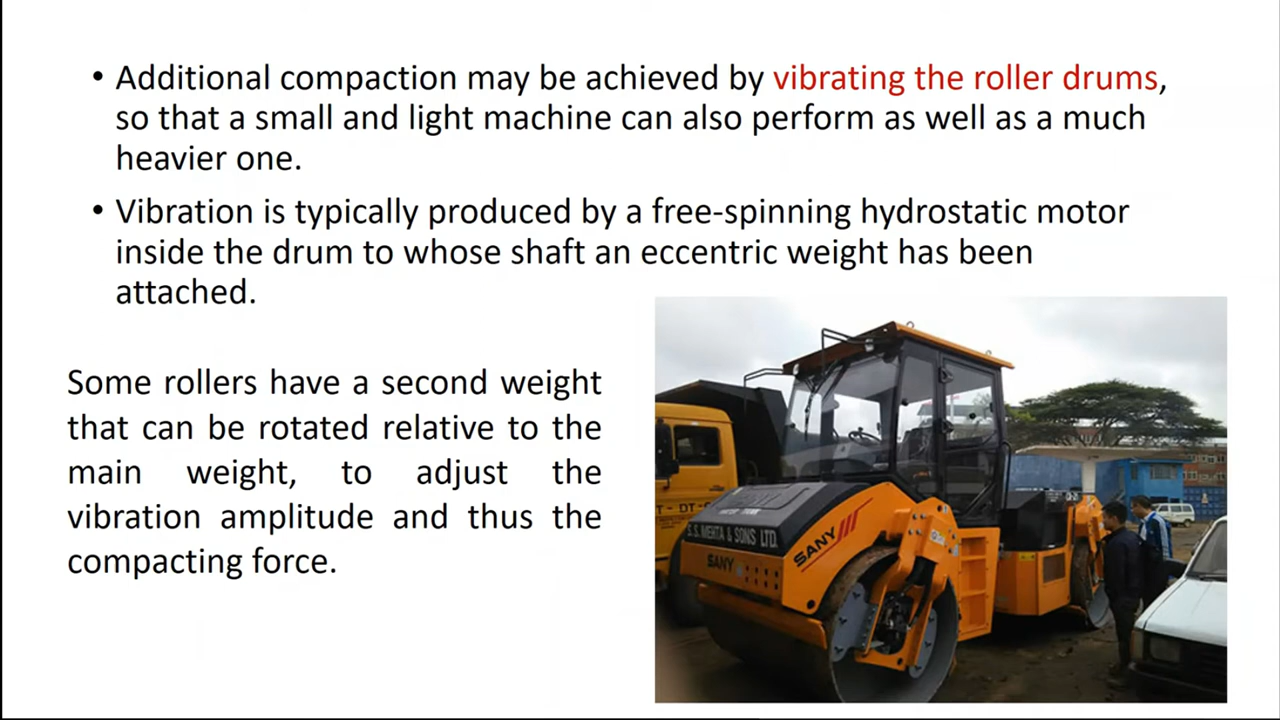 • Additional compaction may be achieved by vibrating the roller drums,
so that a small and light machine can also perform as well as a much
heavier one.
• Vibration is typically produced by a free-spinning hydrostatic motor
inside the drum to whose shaft an eccentric weight has been
attached.
Some rollers have a second weight
that can be rotated relative to the
main weight, to adjust the
vibration amplitude and thus the
compacting force.
S.S. MEHTA & SONS LTD.
SANY
SANY